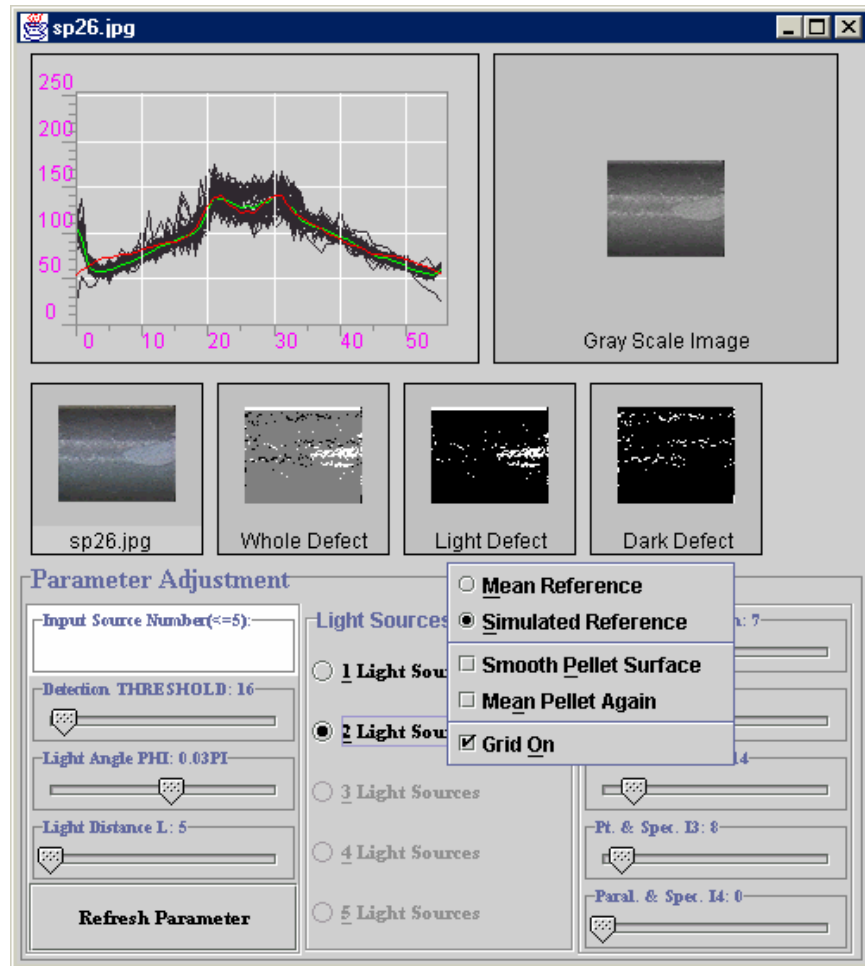 sp26.jpg
250
200
150
100
50
0
0 10 20 30 40 50
Gray Scale Image
sp26.jpg
Whole Defect
Light Defect
Dark Defect
Parameter Adjustment
Input Source Number(<=5):
Detection THRESHOLD: 16
Light Angle PHI: 0.03PI
Light Distance L: 5
Refresh Parameter
Light Sources
1 Light Sou
2 Light Sou
3 Light Sources
4 Light Sources
5 Light Sources
Mean Reference
Simulated Reference
Smooth Pellet Surface
Mean Pellet Again
Grid On
: 7
14
Pt. & Spec. I3: 8
Paral. & Spec. I4: 0